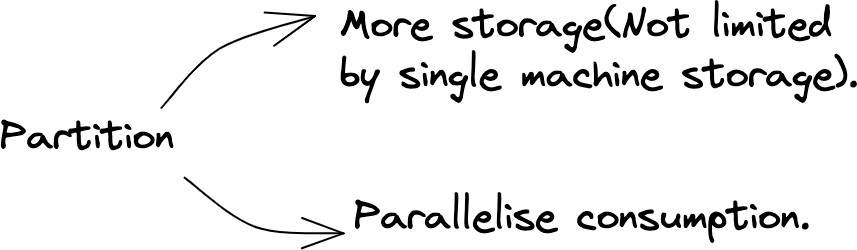 More storage(Not limited
by single machine storage).
Partition
Parallelise consumption.